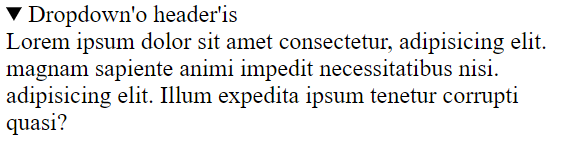 Dropdown'o header'is
Lorem ipsum dolor sit amet consectetur, adipisicing elit.
magnam sapiente animi impedit necessitatibus nisi.
adipisicing elit. Illum expedita ipsum tenetur corrupti
quasi?